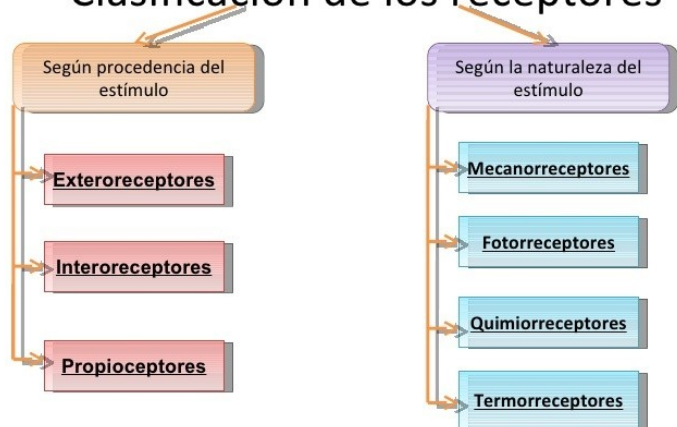 Clasificación de los receptores
Según procedencia del
estímulo
Exteroreceptores
Interoreceptores
Propioceptores
Según la naturaleza del
estímulo
Mecanorreceptores
Fotorreceptores
Quimiorreceptores
Termorreceptores